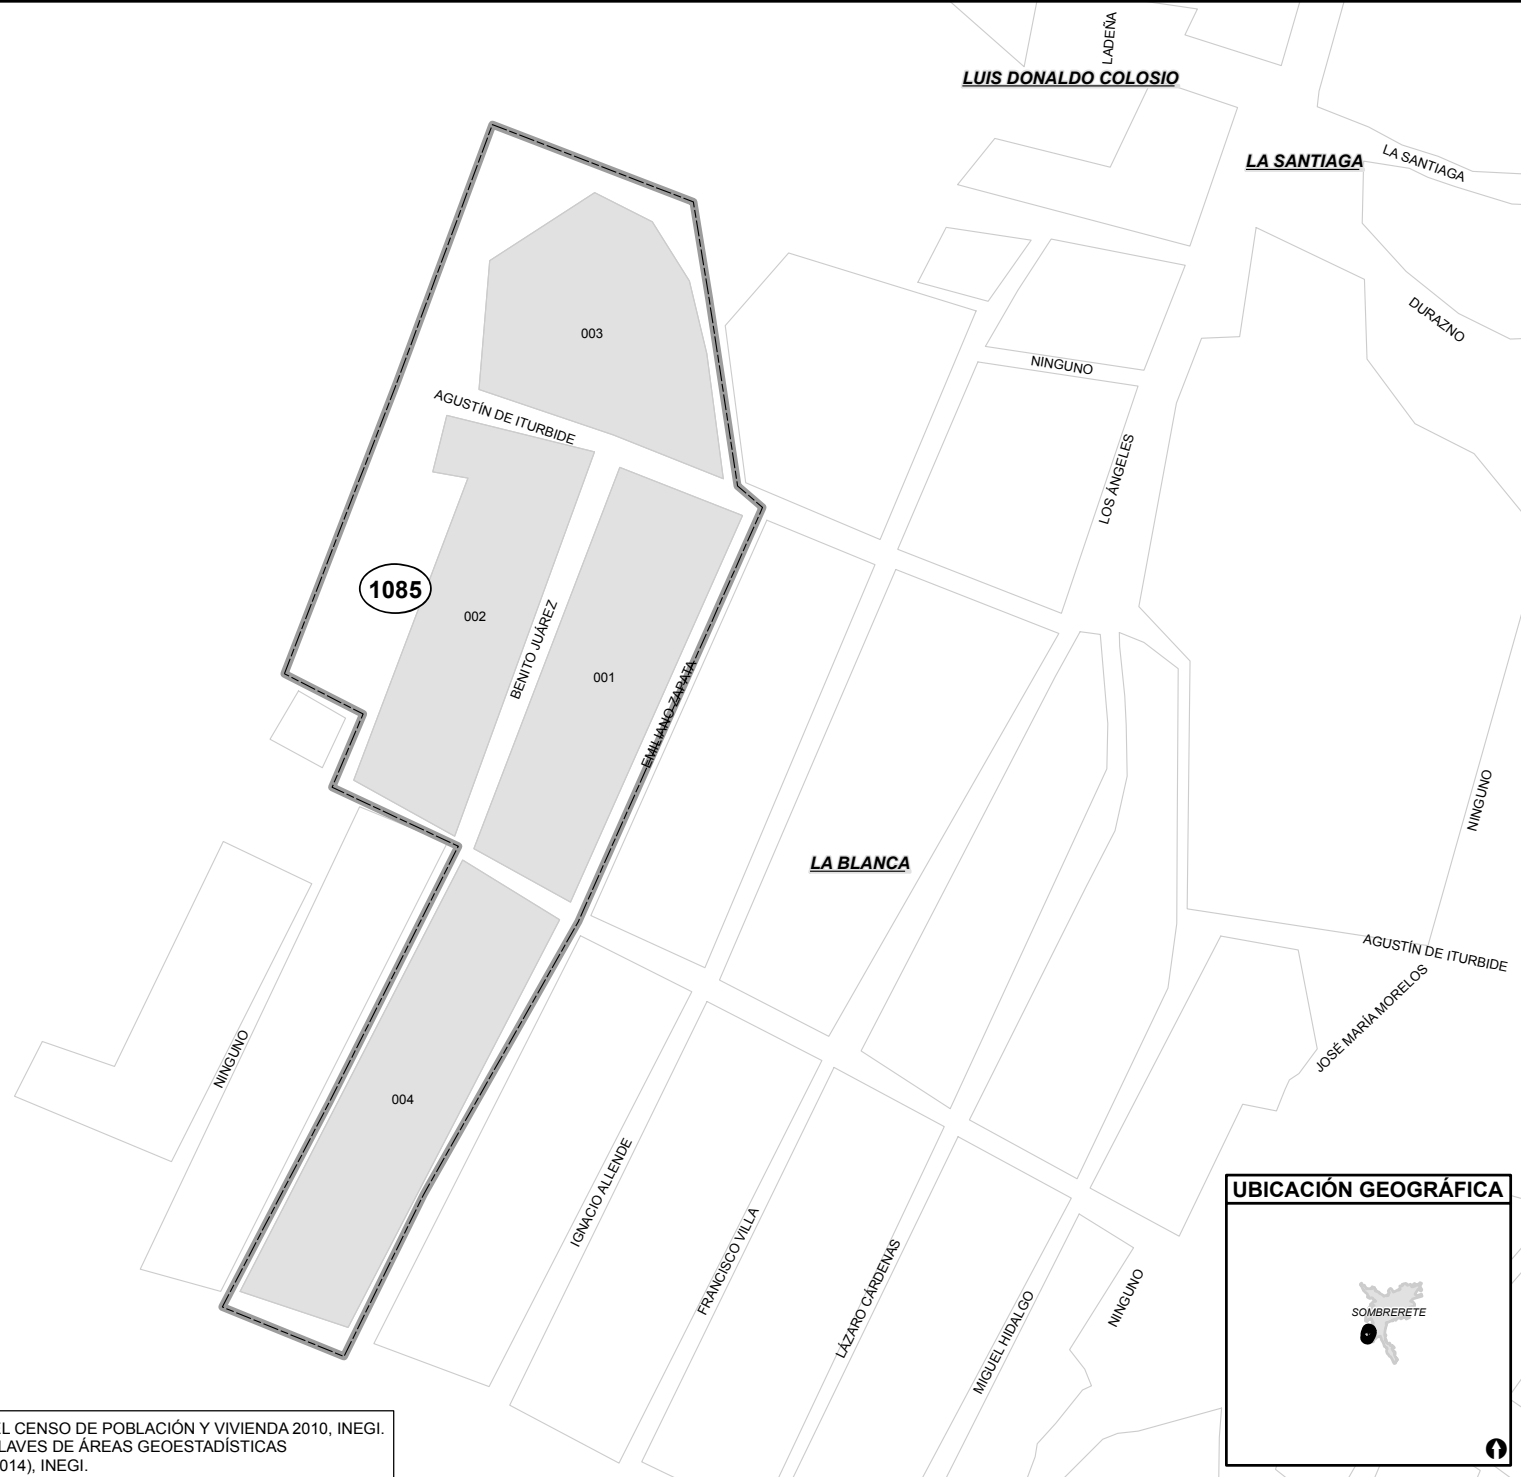 LADEÑA
LUIS DONALDO COLOSIO
LA SANTIAGA
LA SANTIAGA
DURAZNO
003
NINGUNO
AGUSTÍN DE ITURBIDE
LOS ÁNGELES
1085
002
BENITO JUÁREZ
001
EMILIANO ZAPATA
NINGUNO
LA BLANCA
AGUSTÍN DE ITURBIDE
JOSÉ MARÍA MORELOS
NINGUNO
004
IGNACIO ALLENDE
FRANCISCO VILLA
LÁZARO CÁRDENAS
MIGUEL HIDALGO
NINGUNO
UBICACIÓN GEOGRÁFICA
SOMBRERETE
EL CENSO DE POBLACIÓN Y VIVIENDA 2010, INEGI.
LAVES DE ÁREAS GEOESTADÍSTICAS
014), INEGI.